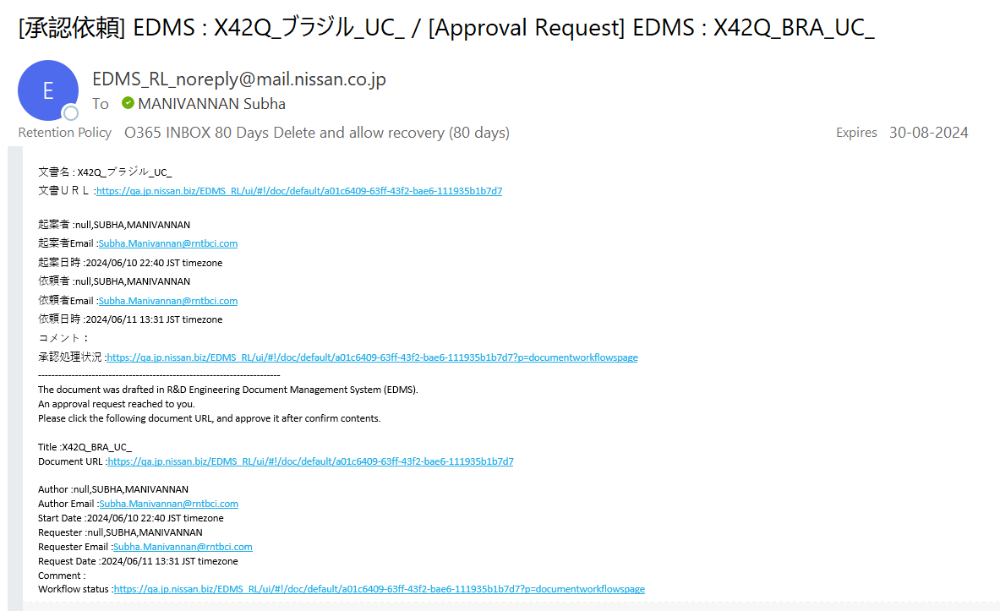 [承認依頼] EDMS : X42Q_ブラジル_UC_ / [Approval Request] EDMS : X42Q_BRA_UC_
E
EDMS_RL_noreply@mail.nissan.co.jp
To MANIVANNAN Subha
Retention Policy O365 INBOX 80 Days Delete and allow recovery (80 days) Expires 30-08-2024
文書名 : X42Q_ブラジル_UC_
文書ＵＲＬ :https://qa.jp.nissan.biz/EDMS_RL/ui/#!/doc/default/a01c6409-63ff-43f2-bae6-111935b1b7d7
起案者 :null,SUBHA,MANIVANNAN
起案者Email :Subha.Manivannan@rntbci.com
起案日時 :2024/06/10 22:40 JST timezone
依頼者 :null,SUBHA,MANIVANNAN
依頼者Email :Subha.Manivannan@rntbci.com
依頼日時 :2024/06/11 13:31 JST timezone
コメント：
承認処理状況 :https://qa.jp.nissan.biz/EDMS_RL/ui/#!/doc/default/a01c6409-63ff-43f2-bae6-111935b1b7d7?p=documentworkflowspage
------------------------------------------------------------------------
The document was drafted in R&D Engineering Document Management System (EDMS).
An approval request reached to you.
Please click the following document URL, and approve it after confirm contents.
Title :X42Q_BRA_UC_
Document URL :https://qa.jp.nissan.biz/EDMS_RL/ui/#!/doc/default/a01c6409-63ff-43f2-bae6-111935b1b7d7
Author :null,SUBHA,MANIVANNAN
Author Email :Subha.Manivannan@rntbci.com
Start Date :2024/06/10 22:40 JST timezone
Requester :null,SUBHA,MANIVANNAN
Requester Email :Subha.Manivannan@rntbci.com
Request Date :2024/06/11 13:31 JST timezone
Comment :
Workflow status :https://qa.jp.nissan.biz/EDMS_RL/ui/#!/doc/default/a01c6409-63ff-43f2-bae6-111935b1b7d7?p=documentworkflowspage